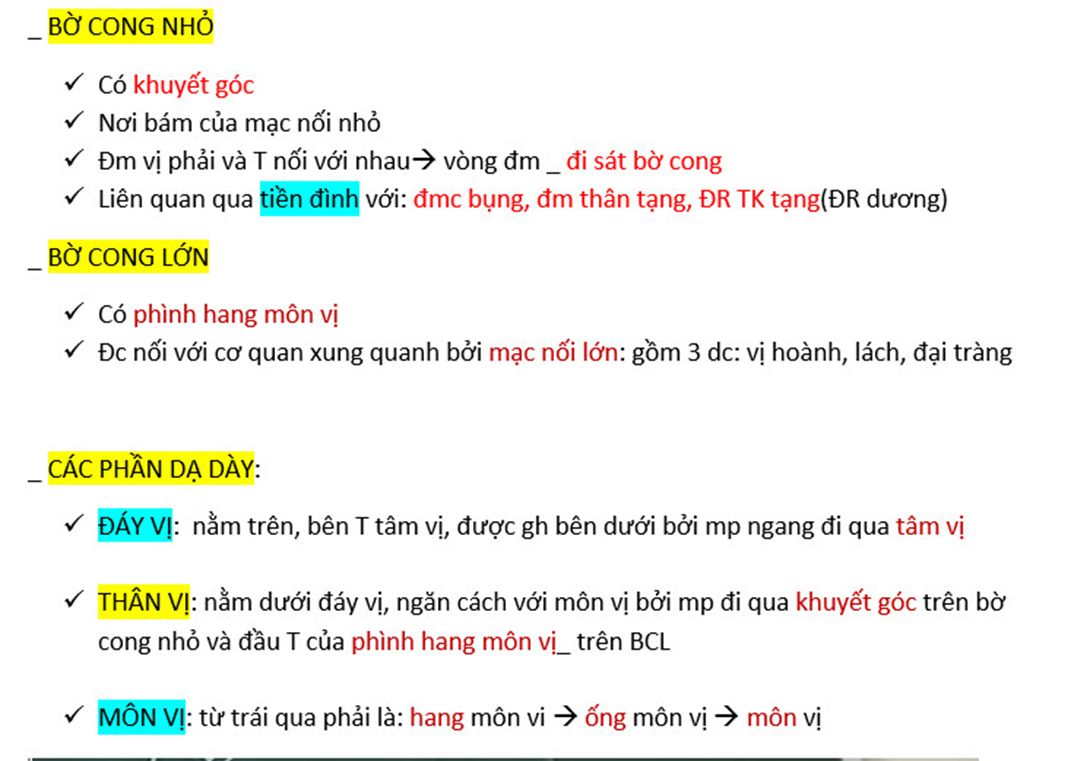 _ BỜ CONG NHỎ
✓ Có khuyết góc
✓ Nơi bám của mạc nối nhỏ
✓ Đm vị phải và T nối với nhau→ vòng đm _ đi sát bờ cong
✓ Liên quan qua tiền đình với: đmc bụng, đm thân tạng, ĐR TK tạng(ĐR dương)
_ BỜ CONG LỚN
✓ Có phình hang môn vị
✓ Đc nối với cơ quan xung quanh bởi mạc nối lớn: gồm 3 dc: vị hoành, lách, đại tràng
_ CÁC PHẦN DẠ DÀY:
✓ ĐÁY VỊ: nằm trên, bên T tâm vị, được gh bên dưới bởi mp ngang đi qua tâm vị
✓ THÂN VỊ: nằm dưới đáy vị, ngăn cách với môn vị bởi mp đi qua khuyết góc trên bờ
cong nhỏ và đầu T của phình hang môn vị_ trên BCL
✓ MÔN VỊ: từ trái qua phải là: hang môn vi → ống môn vị → môn vị